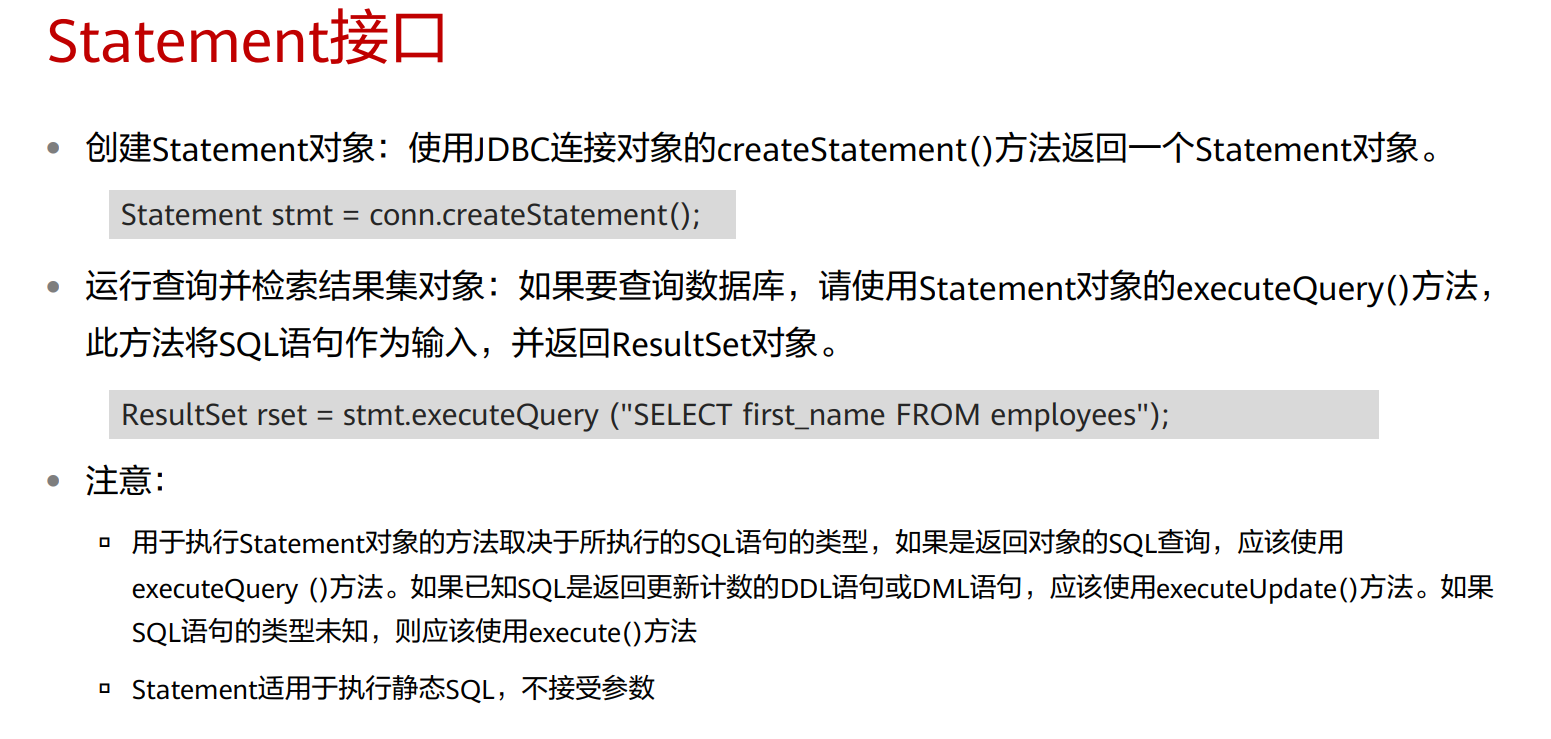 Statement接口
创建Statement对象：使用JDBC连接对象的createStatement()方法返回一个Statement对象。
Statement stmt = conn.createStatement();
运行查询并检索结果集对象：如果要查询数据库，请使用Statement对象的executeQuery()方法，
此方法将SQL语句作为输入，并返回ResultSet对象。
ResultSet rset = stmt.executeQuery ("SELECT first_name FROM employees");
注意：
用于执行Statement对象的方法取决于所执行的SQL语句的类型，如果是返回对象的SQL查询，应该使用
executeQuery ()方法。如果已知SQL是返回更新计数的DDL语句或DML语句，应该使用executeUpdate()方法。如果
SQL语句的类型未知，则应该使用execute()方法
Statement适用于执行静态SQL，不接受参数